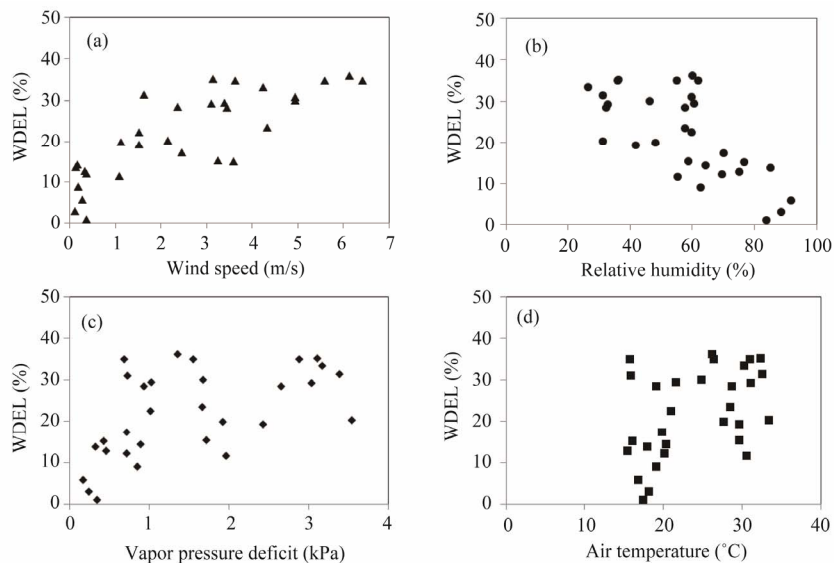 50
40
30
20
10
0
WDEL (%)
(a)
0 1 2 3 4 5 6 7
Wind speed (m/s)
50
40
30
20
10
0
WDEL (%)
(b)
0 20 40 60 80 100
Relative humidity (%)
50
40
30
20
10
0
WDEL (%)
(c)
0 1 2 3 4
Vapor pressure deficit (kPa)
50
40
30
20
10
0
WDEL (%)
(d)
0 10 20 30 40
Air temperature (˚C)